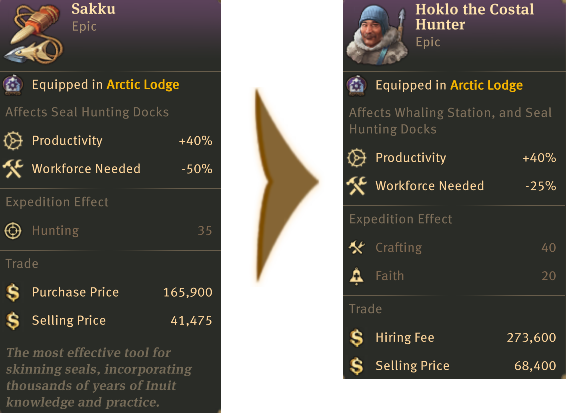 Sakku
Epic
Equipped in Arctic Lodge
Affects Seal Hunting Docks
Productivity +40%
Workforce Needed -50%
Expedition Effect
Hunting 35
Trade
Purchase Price 165,900
Selling Price 41,475
The most effective tool for
skinning seals, incorporating
thousands of years of Inuit
knowledge and practice.
Hoklo the Costal
Hunter
Epic
Equipped in Arctic Lodge
Affects Whaling Station, and Seal
Hunting Docks
Productivity +40%
Workforce Needed -25%
Expedition Effect
Crafting 40
Faith 20
Trade
Hiring Fee 273,600
Selling Price 68,400